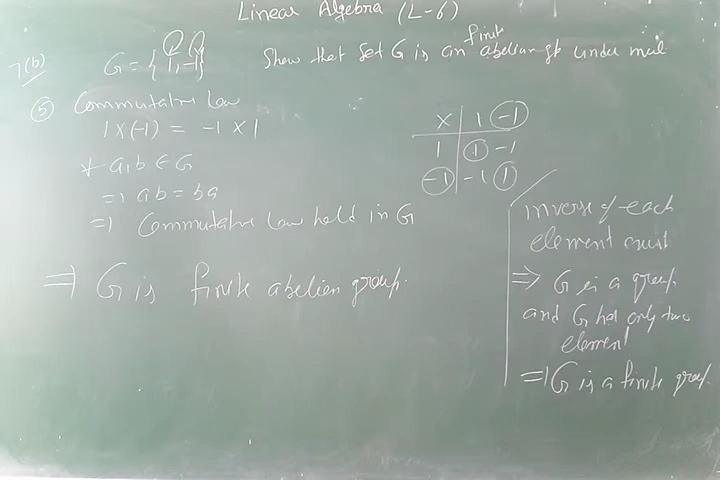 Linear Algebra (L-6)
7(b) G = {1, -1} Show that Set G is an finite abelian gp under mul
⑤ Commutative law
1 x (-1) = -1 x 1
∀ a, b ∈ G
⇒ ab = ba
⇒ Commutative law hold in G
⇒ G is finite abelian group.
x | 1 -1
1 | 1 -1
-1 | -1 1
inverse of each
element exist
⇒ G is a group
and G has only two
element
⇒ G is a finite group.